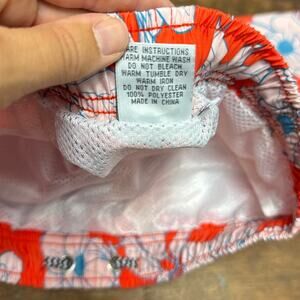 ARE INSTRUCTIONS
WARM MACHINE WASH
DO NOT BLEACH
WARM TUMBLE DRY
WARM IRON
DO NOT DRY CLEAN
100% POLYESTER
MADE IN CHINA